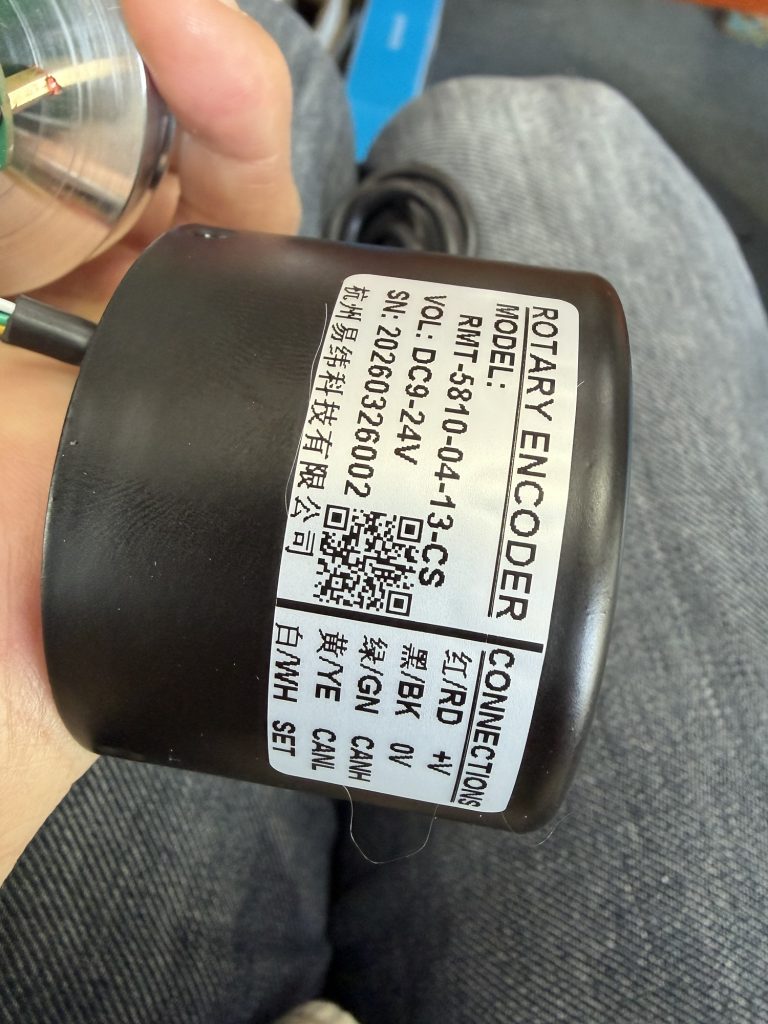 ROTARY ENCODER
MODEL:
RMT-5810-04-13-CS
VOL: DC9-24V
SN: 20260326002
杭州易纬科技有限公司
CONNECTIONS
红/RD +V
黑/BK 0V
绿/GN CANH
黄/YE CANL
白/WH SET